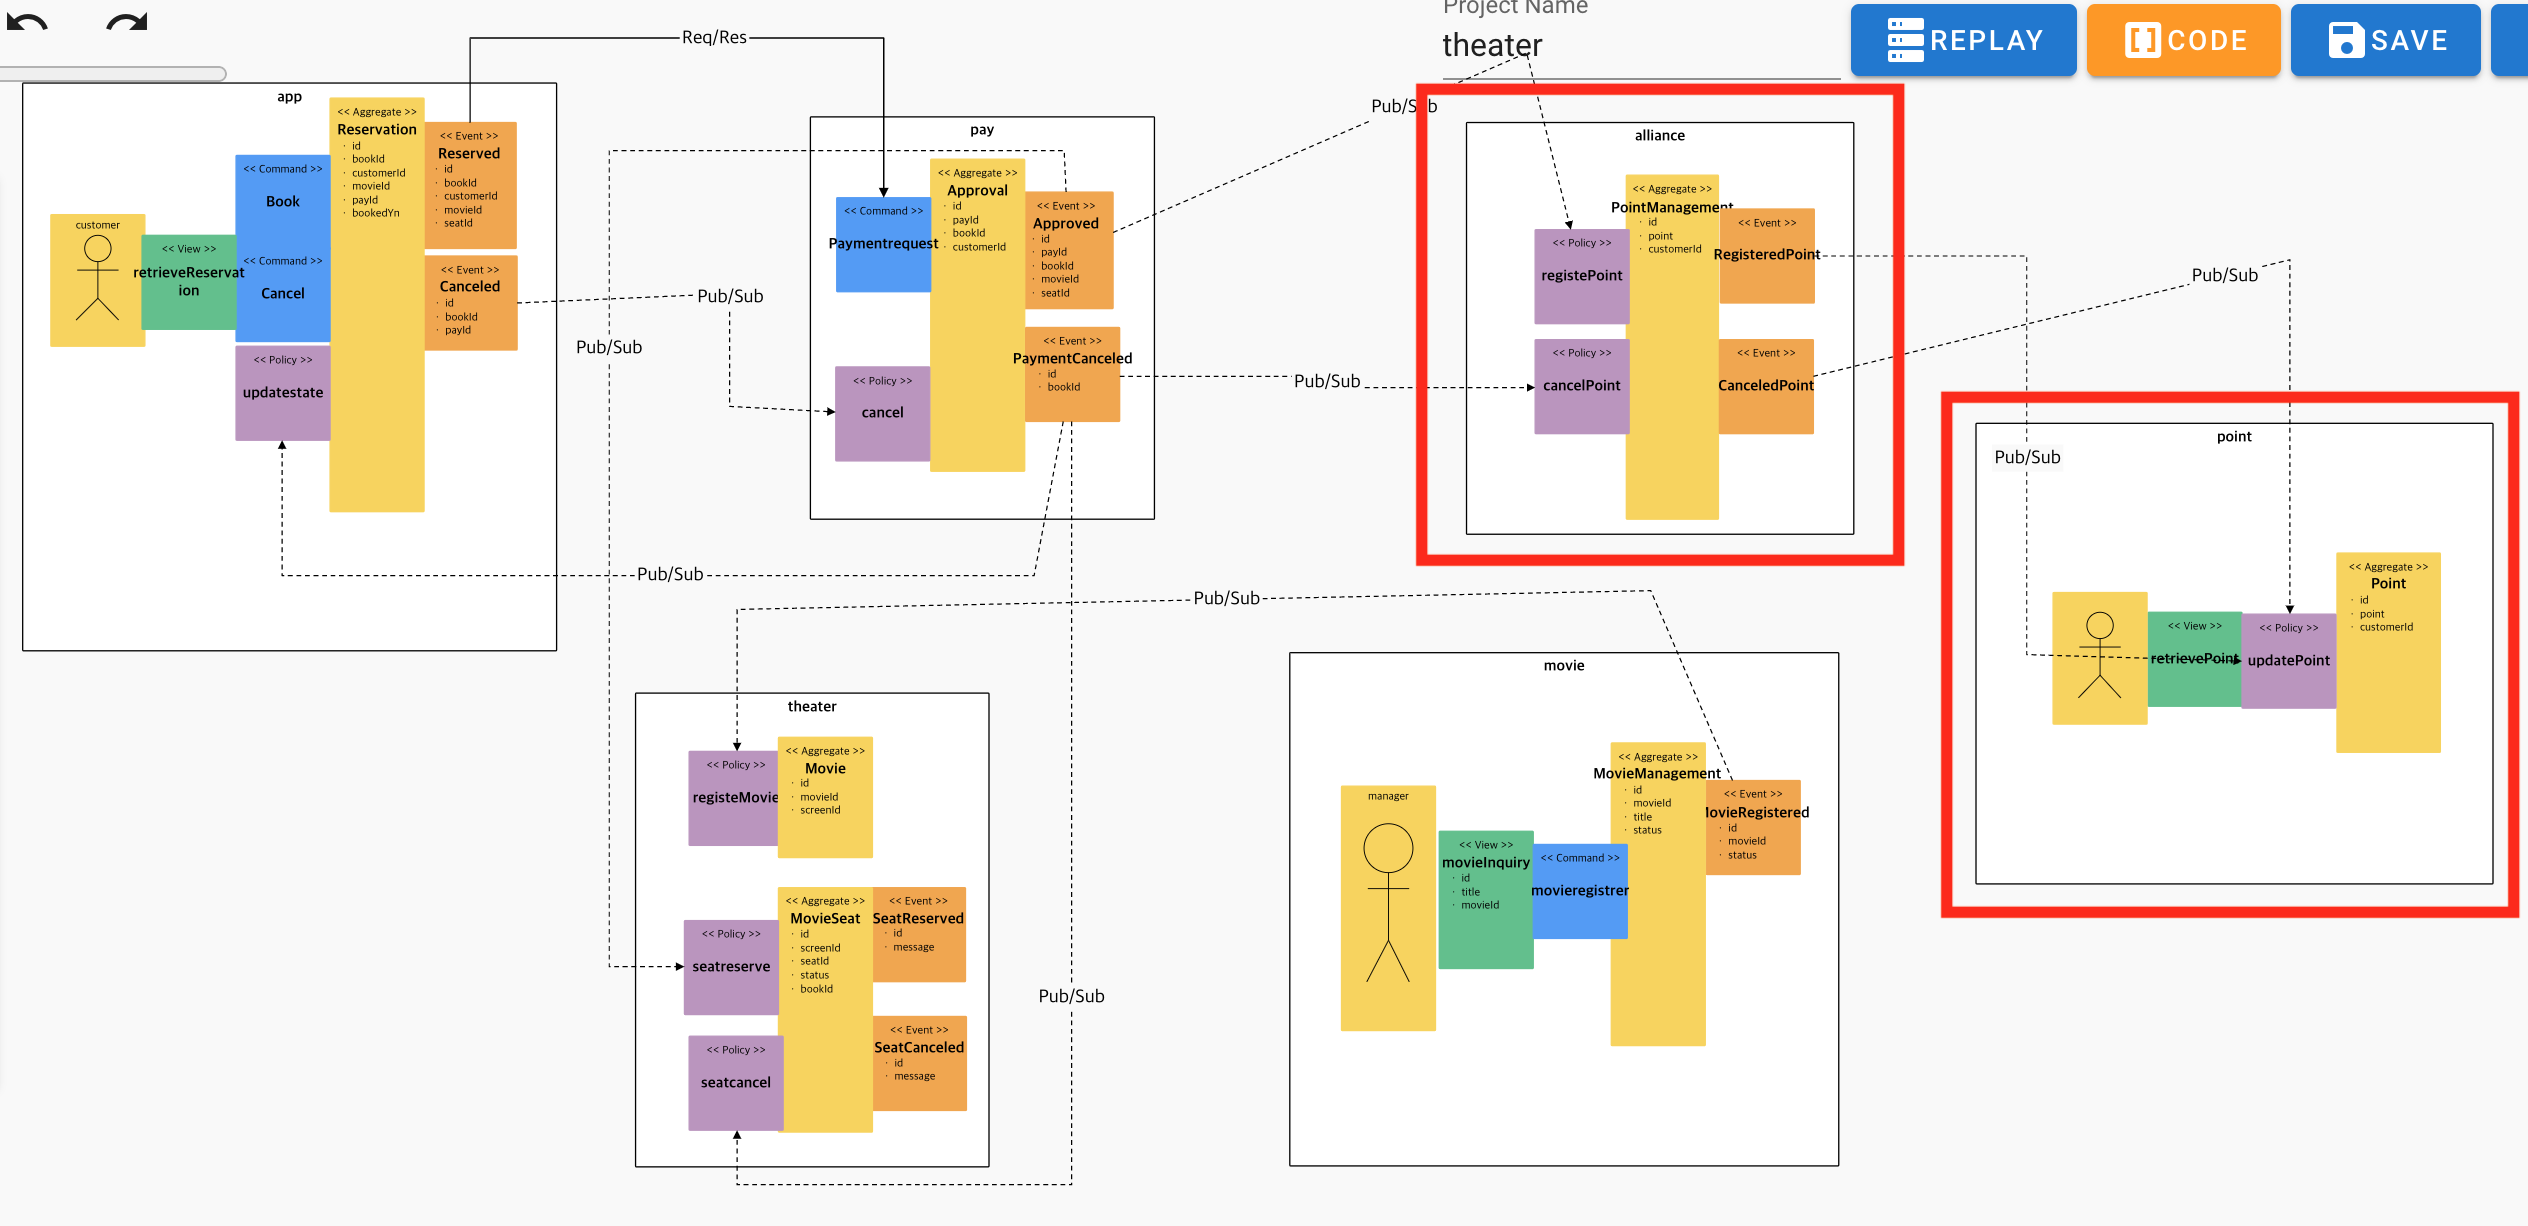 Project Name
theater
REPLAY
CODE
SAVE
Req/Res
app
<< Aggregate >>
Reservation
· id
· bookId
· customerId
· movieId
· payId
· bookedYn
<< Event >>
Reserved
· id
· bookId
· customerId
· movieId
· seatId
<< Command >>
Book
<< Command >>
Cancel
customer
<< View >>
retrieveReservat
ion
<< Event >>
Canceled
· id
· bookId
· payId
<< Policy >>
updatestate
Pub/Sub
Pub/Sub
Pub/Sub
pay
<< Command >>
Paymentrequest
<< Aggregate >>
Approval
· id
· payId
· bookId
· customerId
<< Event >>
Approved
· id
· payId
· bookId
· movieId
· seatId
<< Event >>
PaymentCanceled
· id
· bookId
<< Policy >>
cancel
Pub/Sub
Pub/Sub
alliance
<< Aggregate >>
PointManagement
· id
· point
· customerId
<< Policy >>
registePoint
<< Event >>
RegisteredPoint
<< Policy >>
cancelPoint
<< Event >>
CanceledPoint
Pub/Sub
Pub/Sub
point
<< Aggregate >>
Point
· id
· point
· customerId
<< View >>
retrievePoint
<< Policy >>
updatePoint
Pub/Sub
theater
<< Policy >>
registeMovie
<< Aggregate >>
Movie
· id
· movieId
· screenId
<< Policy >>
seatreserve
<< Aggregate >>
MovieSeat
· id
· screenId
· seatId
· status
· bookId
<< Event >>
SeatReserved
· id
· message
<< Policy >>
seatcancel
<< Event >>
SeatCanceled
· id
· message
Pub/Sub
movie
manager
<< View >>
movieInquiry
· id
· title
· movieId
<< Command >>
movieregistrer
<< Aggregate >>
MovieManagement
· id
· movieId
· title
· status
<< Event >>
MovieRegistered
· id
· movieId
· status